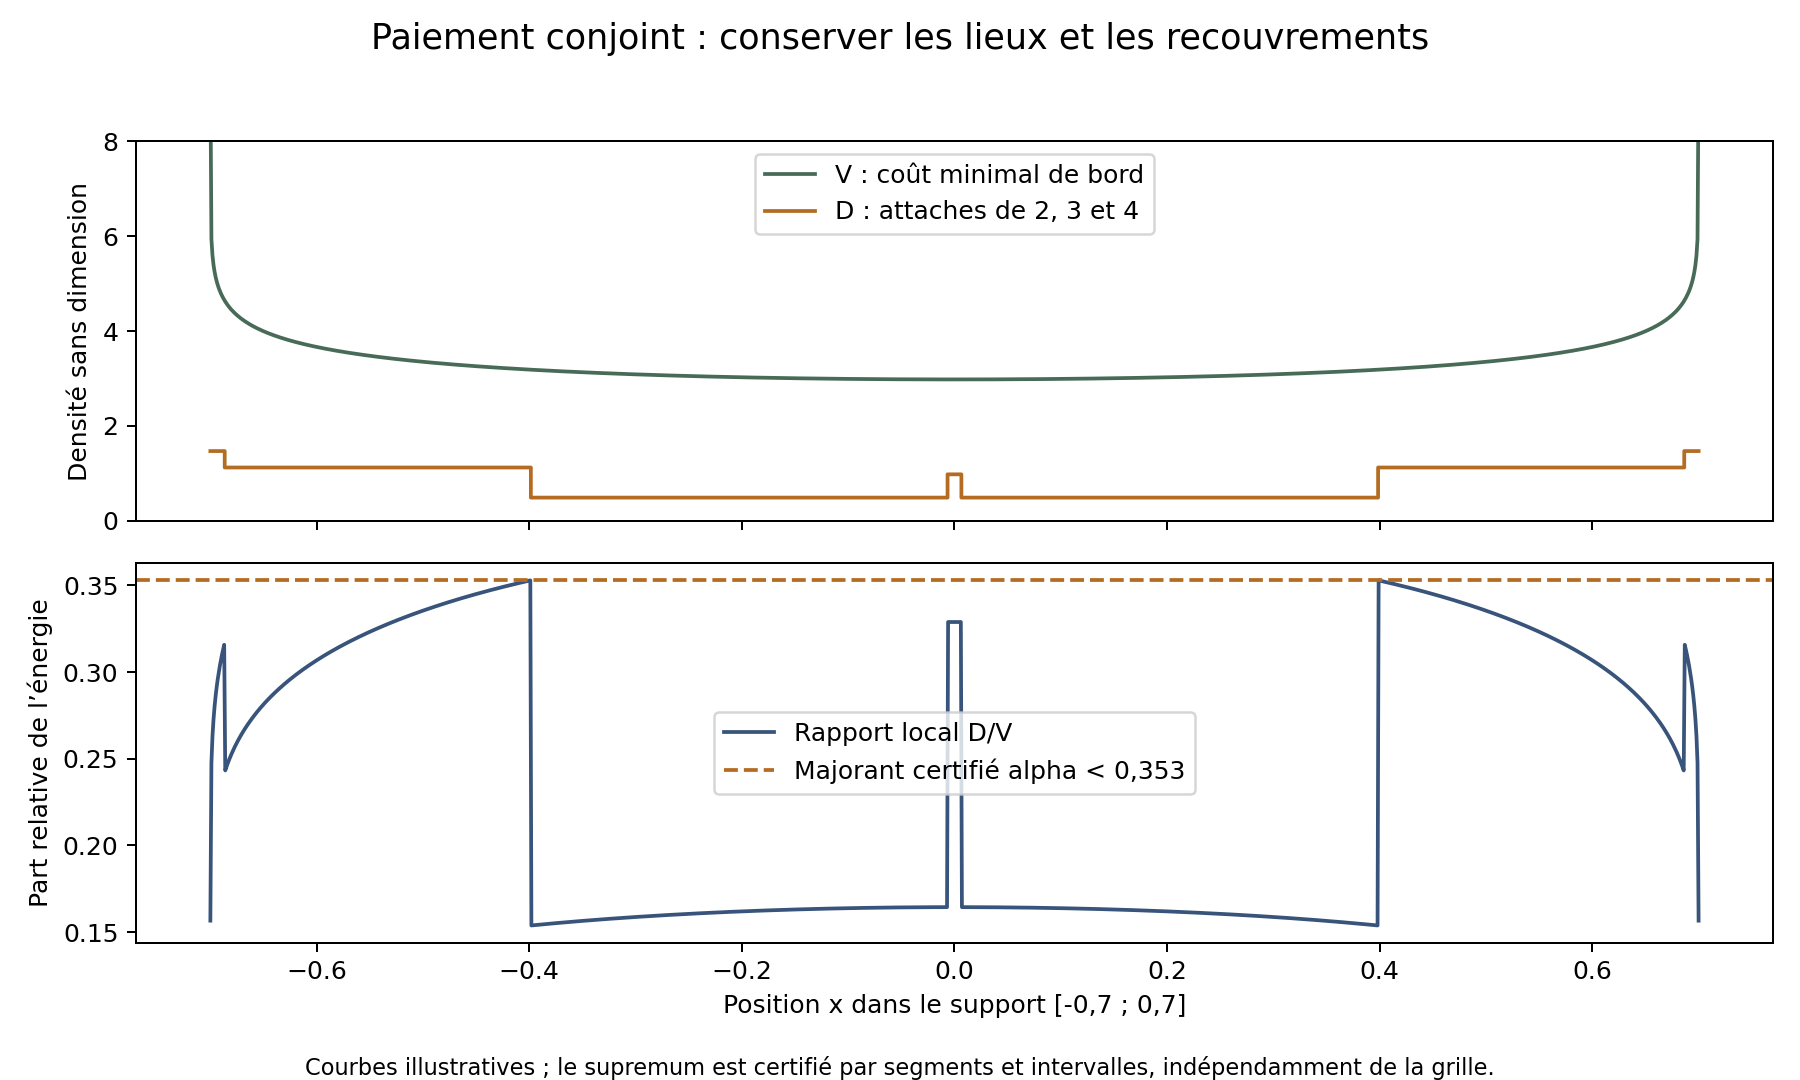 Paiement conjoint : conserver les lieux et les recouvrements
8
6
4
2
0
Densité sans dimension
V : coût minimal de bord
D : attaches de 2, 3 et 4
0.35
0.30
0.25
0.20
0.15
Part relative de l’énergie
Rapport local D/V
Majorant certifié alpha < 0,353
−0.6 −0.4 −0.2 0.0 0.2 0.4 0.6
Position x dans le support [-0,7 ; 0,7]
Courbes illustratives ; le supremum est certifié par segments et intervalles, indépendamment de la grille.